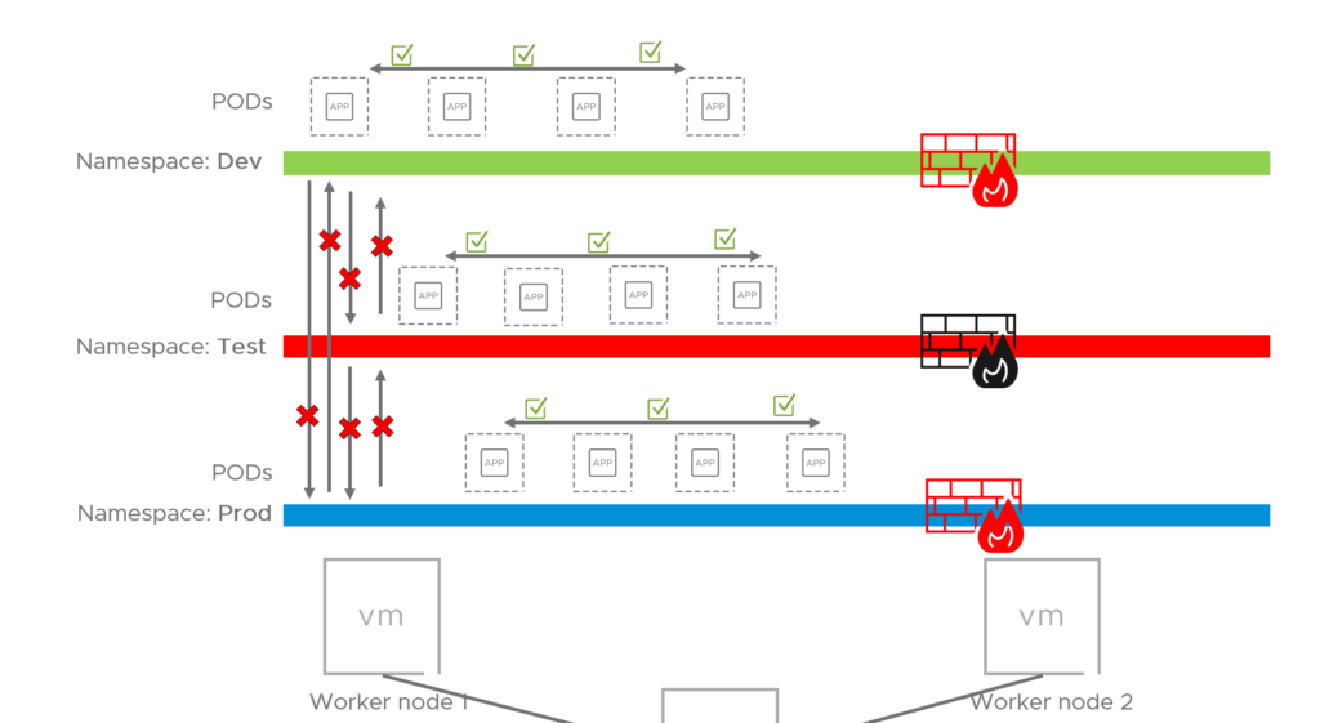 PODs
APP APP APP APP
Namespace: Dev
APP APP APP APP
PODs
Namespace: Test
APP APP APP APP
PODs
Namespace: Prod
vm vm
Worker node 1 Worker node 2